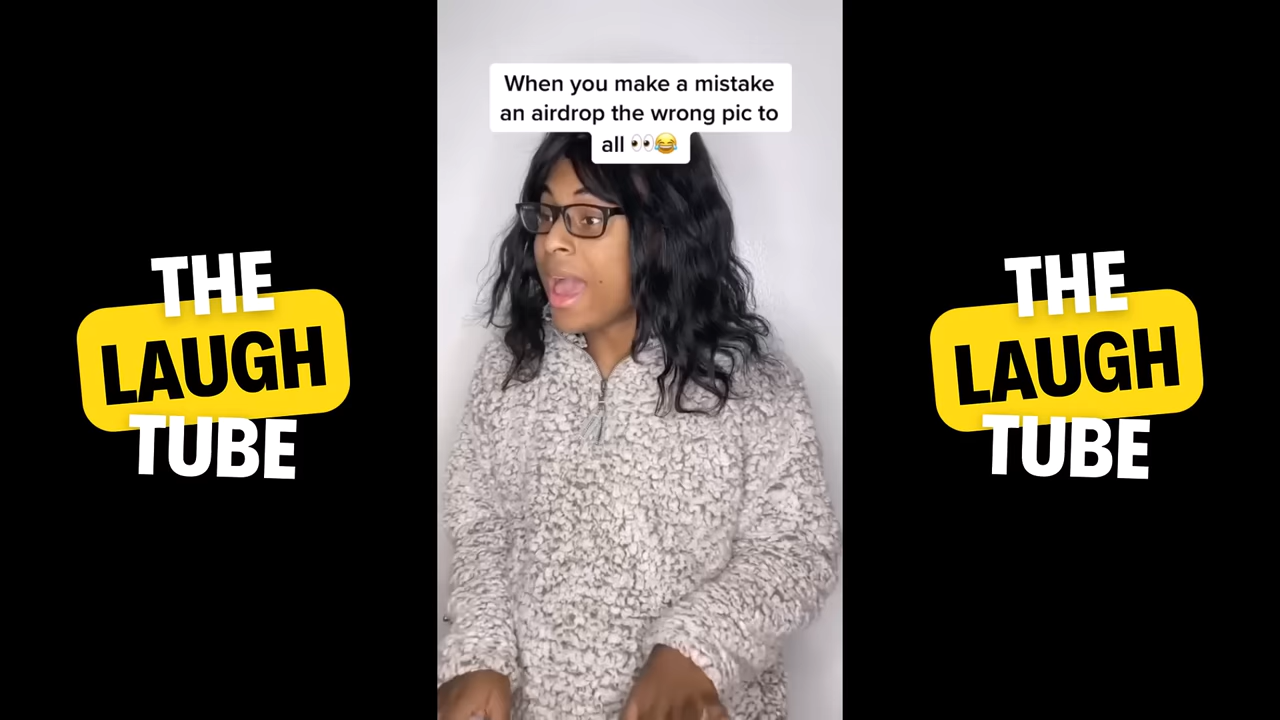 When you make a mistake
an airdrop the wrong pic to
all 👀😂
THE
LAUGH
TUBE
THE
LAUGH
TUBE